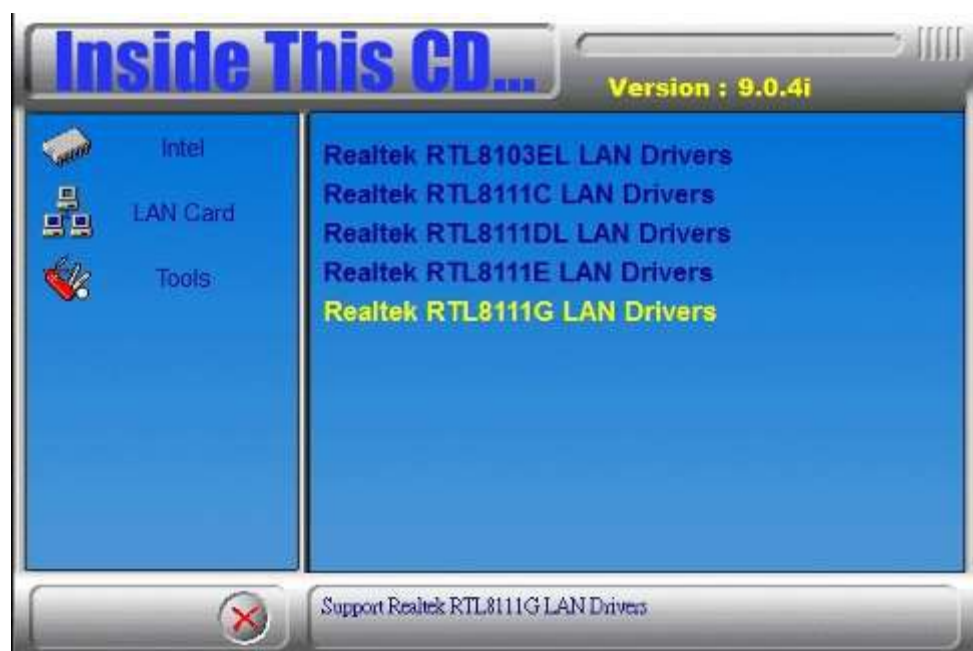 Inside This CD...
Version : 9.0.4i
Intel
LAN Card
Tools
Realtek RTL8103EL LAN Drivers
Realtek RTL8111C LAN Drivers
Realtek RTL8111DL LAN Drivers
Realtek RTL8111E LAN Drivers
Realtek RTL8111G LAN Drivers
Support Realtek RTL8111G LAN Drivers